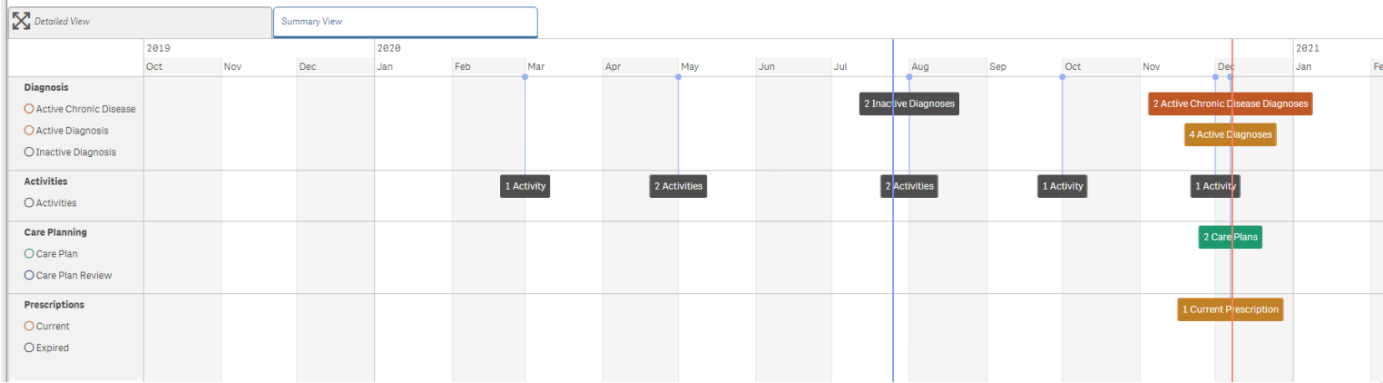 Detailed View
Summary View
2019 2020 2021
Oct Nov Dec Jan Feb Mar Apr May Jun Jul Aug Sep Oct Nov Dec Jan Fe
Diagnosis
Active Chronic Disease
Active Diagnosis
Inactive Diagnosis
2 Inactive Diagnoses
2 Active Chronic Disease Diagnoses
4 Active Diagnoses
Activities
Activities
1 Activity
2 Activities
2 Activities
1 Activity
1 Activity
Care Planning
Care Plan
Care Plan Review
2 Care Plans
Prescriptions
Current
Expired
1 Current Prescription